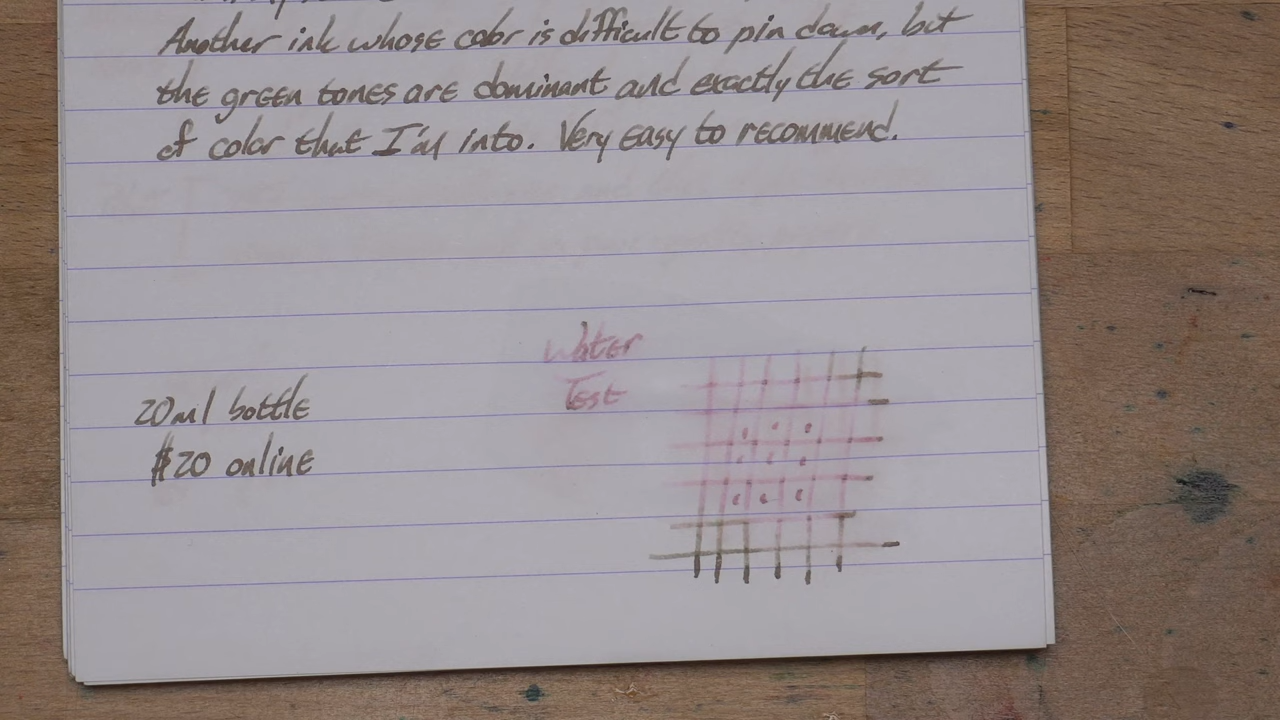 Another ink whose color is difficult to pin down, but
the green tones are dominant and exactly the sort
of color that I'm into. Very easy to recommend.
Water
Test
20ml bottle
$20 online